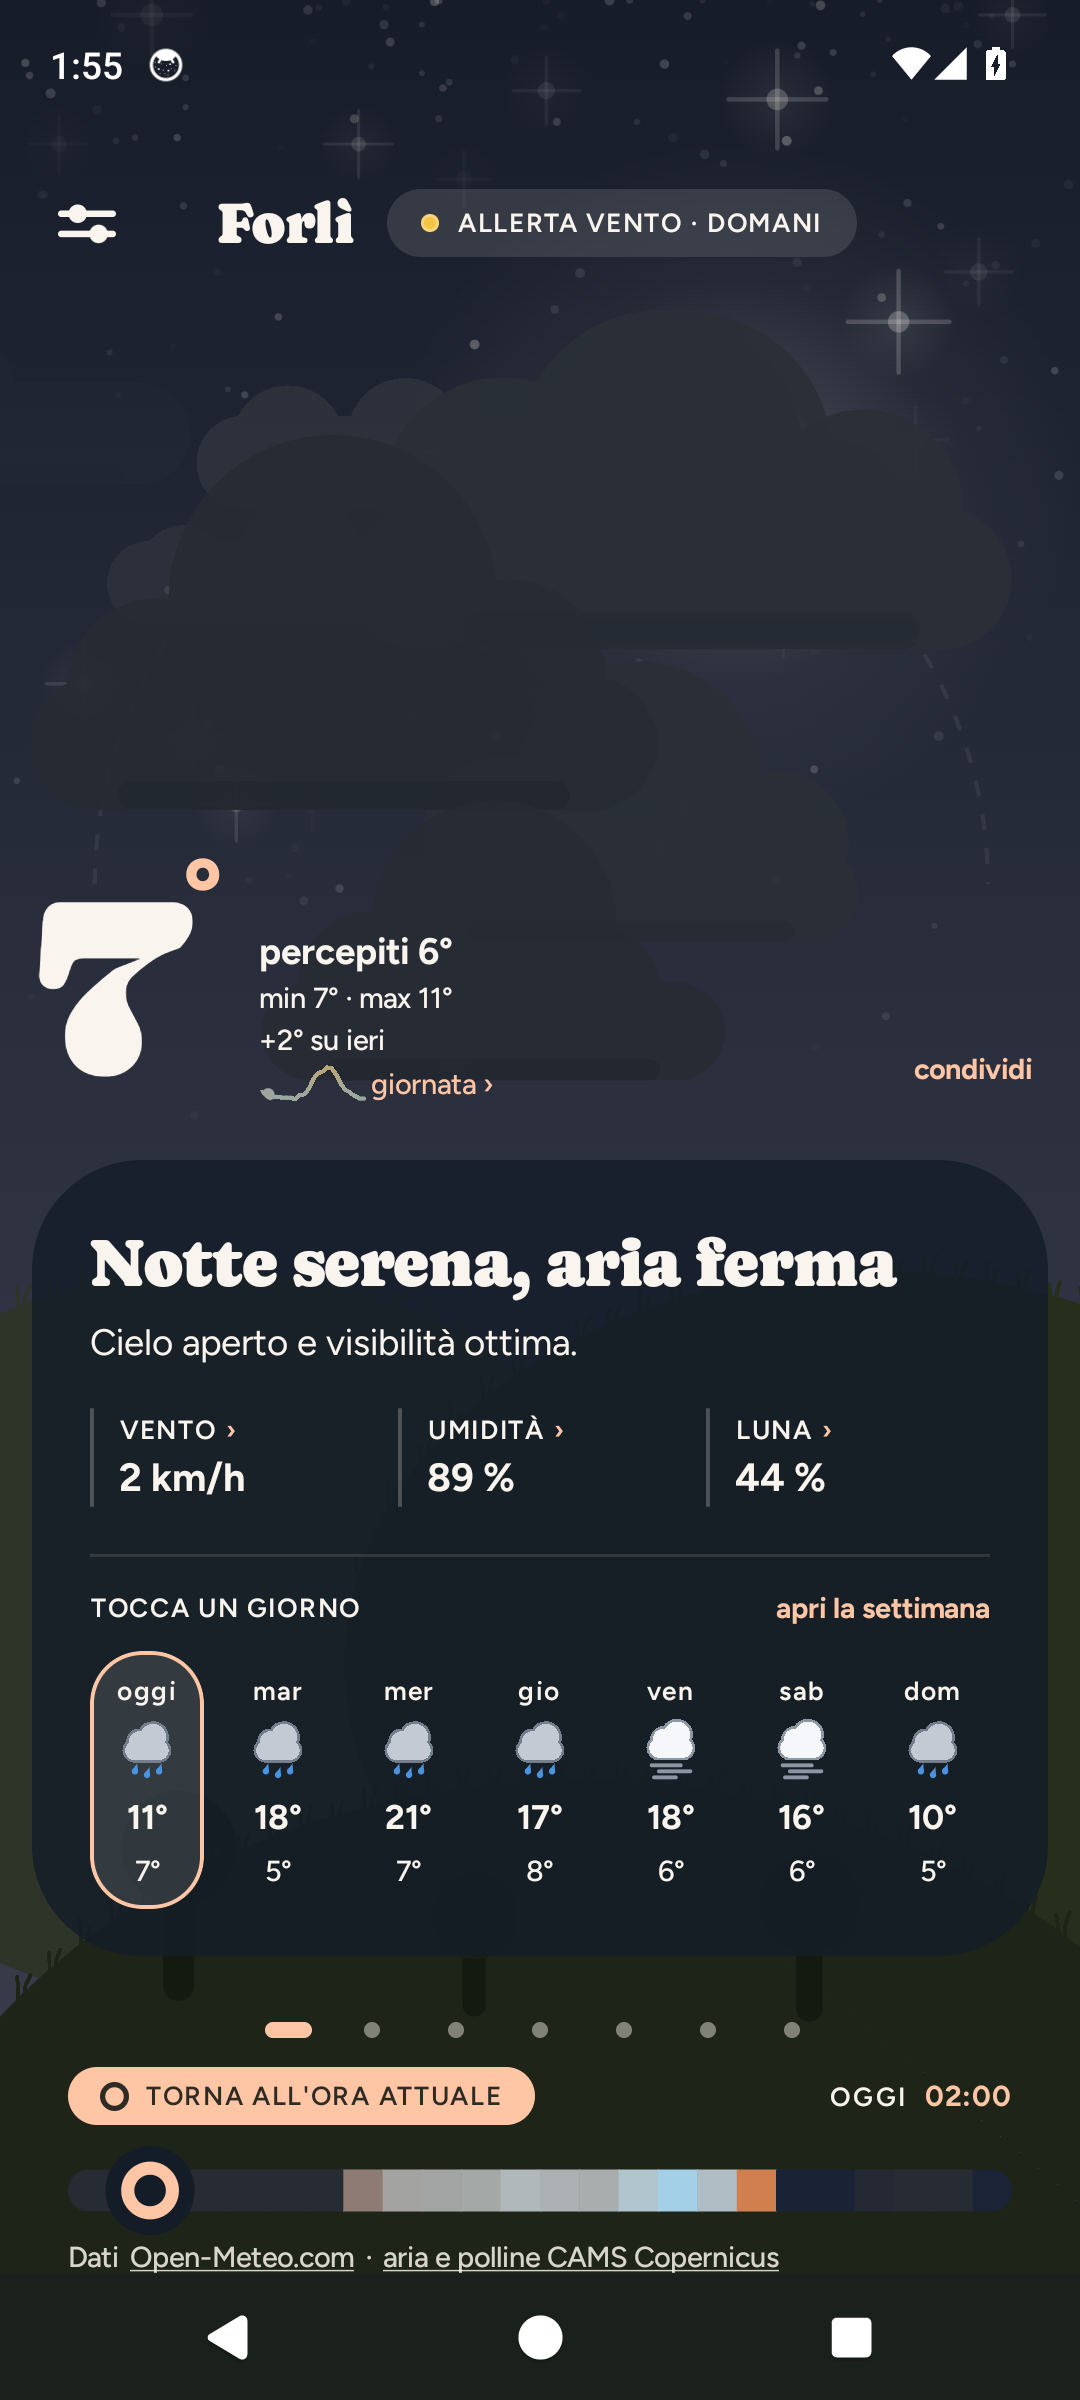 1:55
Forlì
ALLERTA VENTO · DOMANI
7°
percepiti 6°
min 7° · max 11°
+2° su ieri
giornata ›
condividi
Notte serena, aria ferma
Cielo aperto e visibilità ottima.
VENTO › UMIDITÀ › LUNA ›
2 km/h 89 % 44 %
TOCCA UN GIORNO apri la settimana
oggi mar mer gio ven sab dom
11° 18° 21° 17° 18° 16° 10°
7° 5° 7° 8° 6° 6° 5°
TORNA ALL'ORA ATTUALE OGGI 02:00
Dati Open-Meteo.com · aria e polline CAMS Copernicus